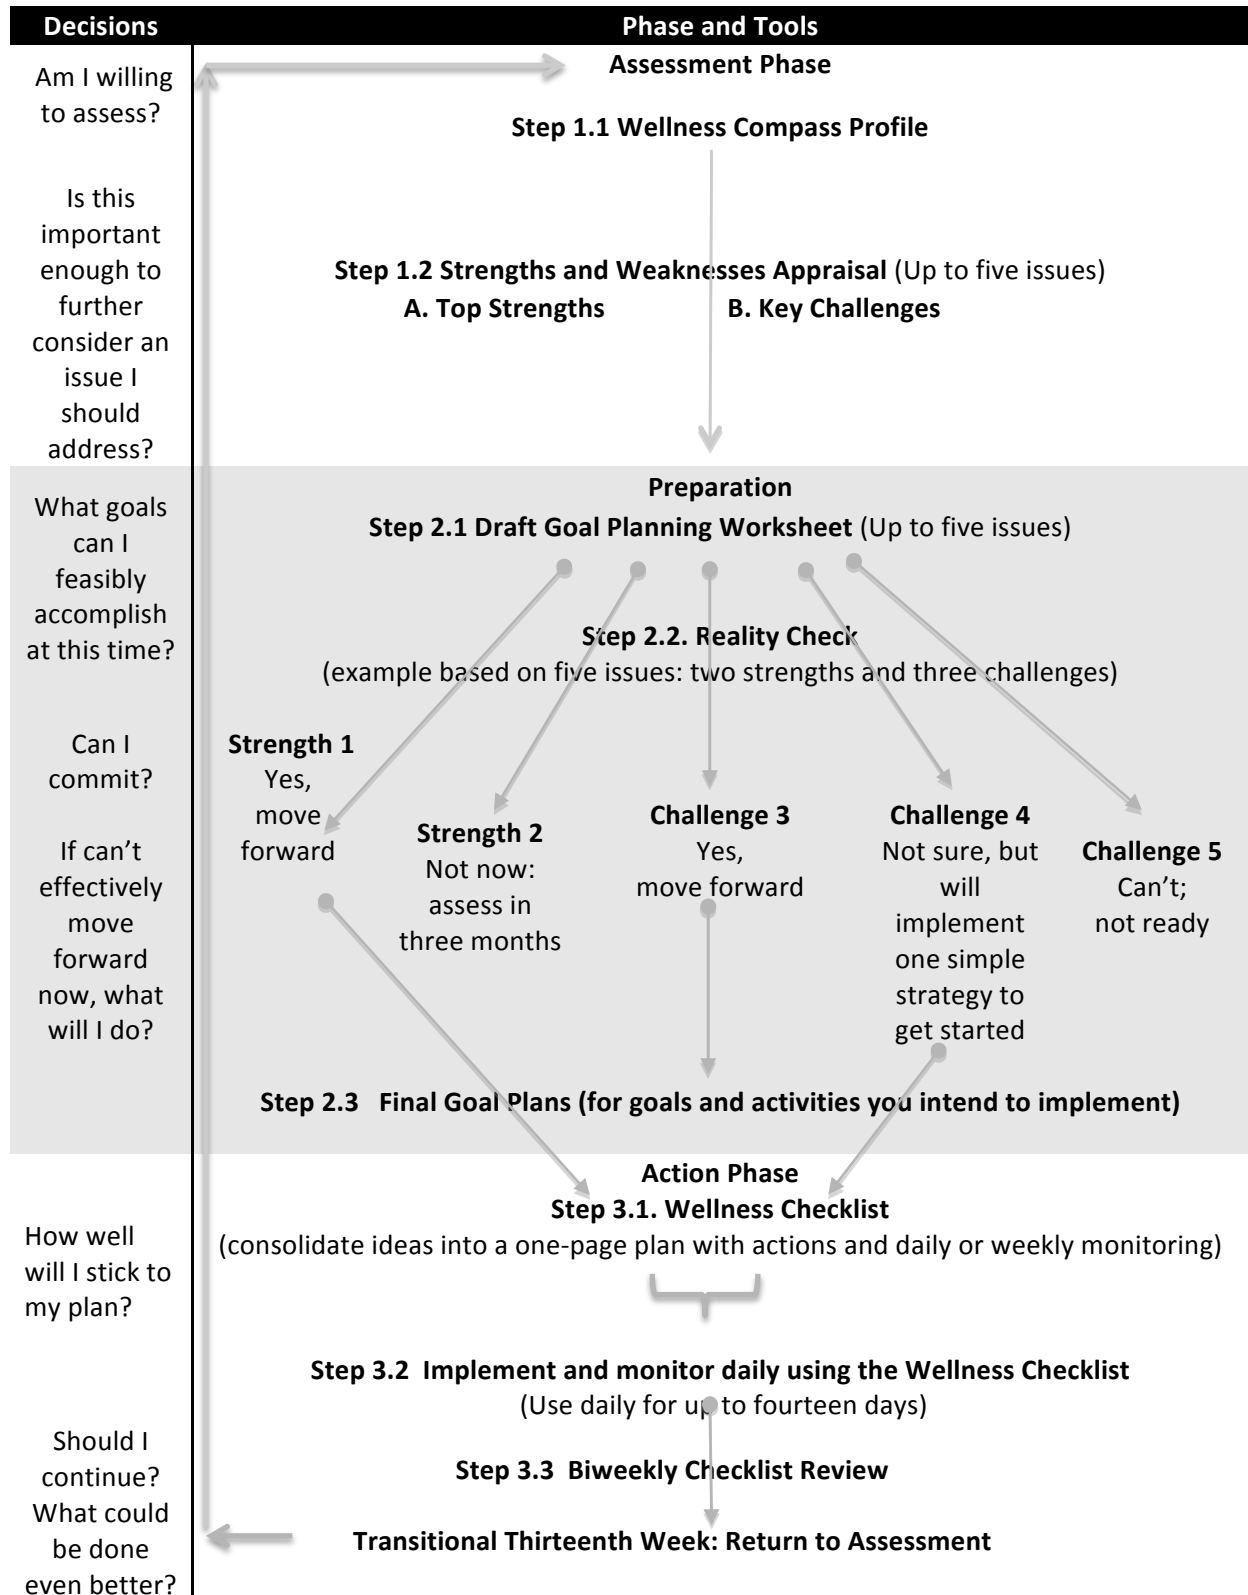 Decisions
Phase and Tools
Am I willing
to assess?
Assessment Phase
Step 1.1 Wellness Compass Profile
Is this
important
enough to
further
consider an
issue I
should
address?
Step 1.2 Strengths and Weaknesses Appraisal (Up to five issues)
A. Top Strengths
B. Key Challenges
What goals
can I
feasibly
accomplish
at this time?
Preparation
Step 2.1 Draft Goal Planning Worksheet (Up to five issues)
Step 2.2. Reality Check
(example based on five issues: two strengths and three challenges)
Can I
commit?
If can’t
effectively
move
forward
now, what
will I do?
Strength 1
Yes,
move
forward
Strength 2
Not now:
assess in
three months
Challenge 3
Yes,
move forward
Challenge 4
Not sure, but
will
implement
one simple
strategy to
get started
Challenge 5
Can’t;
not ready
Step 2.3 Final Goal Plans (for goals and activities you intend to implement)
How well
will I stick to
my plan?
Action Phase
Step 3.1. Wellness Checklist
(consolidate ideas into a one-page plan with actions and daily or weekly monitoring)
Step 3.2 Implement and monitor daily using the Wellness Checklist
(Use daily for up to fourteen days)
Should I
continue?
What could
be done
even better?
Step 3.3 Biweekly Checklist Review
Transitional Thirteenth Week: Return to Assessment